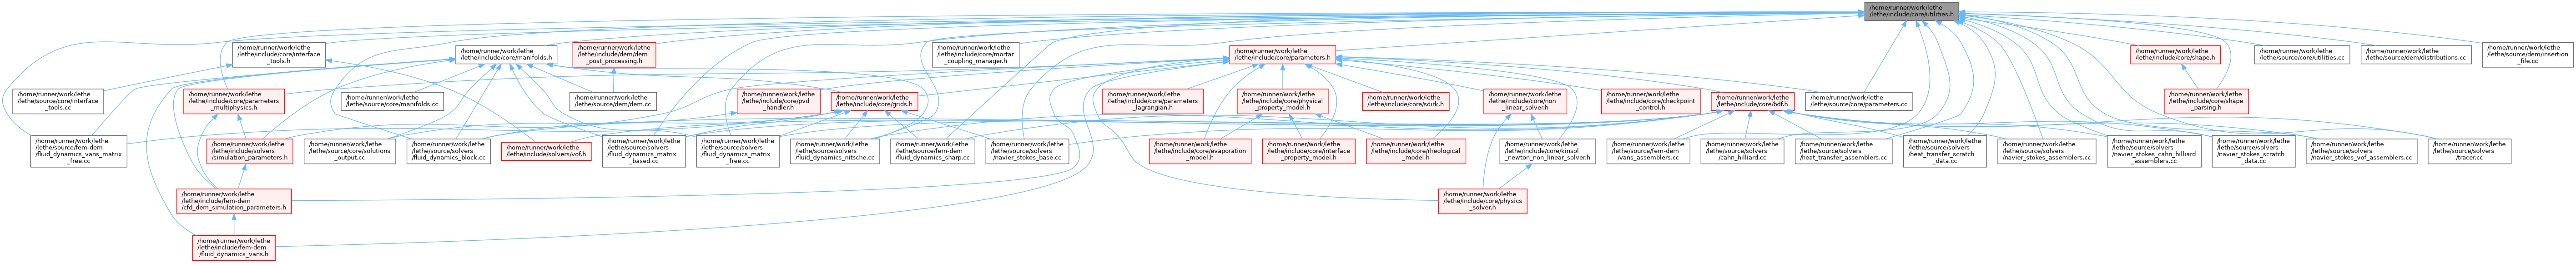 /home/runner/work/lethe
/lethe/include/core/utilities.h
/home/runner/work/lethe
/lethe/include/core/interface
_tools.h
/home/runner/work/lethe
/lethe/include/core/manifolds.h
/home/runner/work/lethe
/lethe/include/dem/dem
_post_processing.h
/home/runner/work/lethe
/lethe/include/core/mortar
_coupling_manager.h
/home/runner/work/lethe
/lethe/include/core/parameters.h
/home/runner/work/lethe
/lethe/include/core/shape.h
/home/runner/work/lethe
/lethe/source/core/utilities.cc
/home/runner/work/lethe
/lethe/source/dem/distributions.cc
/home/runner/work/lethe
/lethe/source/dem/insertion
_file.cc
/home/runner/work/lethe
/lethe/source/core/interface
_tools.cc
/home/runner/work/lethe
/lethe/include/core/parameters
_multiphysics.h
/home/runner/work/lethe
/lethe/source/core/manifolds.cc
/home/runner/work/lethe
/lethe/source/dem/dem.cc
/home/runner/work/lethe
/lethe/include/core/pvd
_handler.h
/home/runner/work/lethe
/lethe/include/core/grids.h
/home/runner/work/lethe
/lethe/include/core/parameters
_lagrangian.h
/home/runner/work/lethe
/lethe/include/core/physical
_property_model.h
/home/runner/work/lethe
/lethe/include/core/sdirk.h
/home/runner/work/lethe
/lethe/include/core/non
_linear_solver.h
/home/runner/work/lethe
/lethe/include/core/checkpoint
_control.h
/home/runner/work/lethe
/lethe/include/core/bdf.h
/home/runner/work/lethe
/lethe/source/core/parameters.cc
/home/runner/work/lethe
/lethe/include/core/shape
_parsing.h
/home/runner/work/lethe
/lethe/source/fem-dem
/fluid_dynamics_vans_matrix
_free.cc
/home/runner/work/lethe
/lethe/include/solvers
/simulation_parameters.h
/home/runner/work/lethe
/lethe/source/core/solutions
_output.cc
/home/runner/work/lethe
/lethe/source/solvers
/fluid_dynamics_block.cc
/home/runner/work/lethe
/lethe/include/solvers/vof.h
/home/runner/work/lethe
/lethe/source/solvers
/fluid_dynamics_matrix
_based.cc
/home/runner/work/lethe
/lethe/source/solvers
/fluid_dynamics_matrix
_free.cc
/home/runner/work/lethe
/lethe/source/solvers
/fluid_dynamics_nitsche.cc
/home/runner/work/lethe
/lethe/source/fem-dem
/fluid_dynamics_sharp.cc
/home/runner/work/lethe
/lethe/source/solvers
/navier_stokes_base.cc
/home/runner/work/lethe
/lethe/include/core/evaporation
_model.h
/home/runner/work/lethe
/lethe/include/core/interface
_property_model.h
/home/runner/work/lethe
/lethe/include/core/rheological
_model.h
/home/runner/work/lethe
/lethe/include/core/kinsol
_newton_non_linear_solver.h
/home/runner/work/lethe
/lethe/source/fem-dem
/vans_assemblers.cc
/home/runner/work/lethe
/lethe/source/solvers
/cahn_hilliard.cc
/home/runner/work/lethe
/lethe/source/solvers
/heat_transfer_assemblers.cc
/home/runner/work/lethe
/lethe/source/solvers
/heat_transfer_scratch
_data.cc
/home/runner/work/lethe
/lethe/source/solvers
/navier_stokes_assemblers.cc
/home/runner/work/lethe
/lethe/source/solvers
/navier_stokes_cahn_hilliard
_assemblers.cc
/home/runner/work/lethe
/lethe/source/solvers
/navier_stokes_scratch
_data.cc
/home/runner/work/lethe
/lethe/source/solvers
/navier_stokes_vof_assemblers.cc
/home/runner/work/lethe
/lethe/source/solvers
/tracer.cc
/home/runner/work/lethe
/lethe/include/fem-dem
/cfd_dem_simulation_parameters.h
/home/runner/work/lethe
/lethe/include/core/physics
_solver.h
/home/runner/work/lethe
/lethe/include/fem-dem
/fluid_dynamics_vans.h